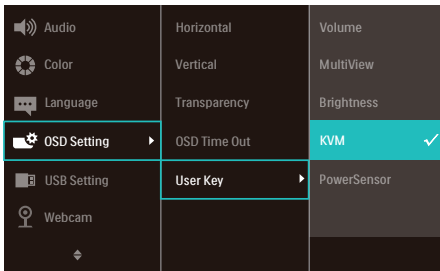 Audio
Color
Language
OSD Setting
USB Setting
Webcam
Horizontal
Vertical
Transparency
OSD Time Out
User Key
Volume
MultiView
Brightness
KVM
PowerSensor